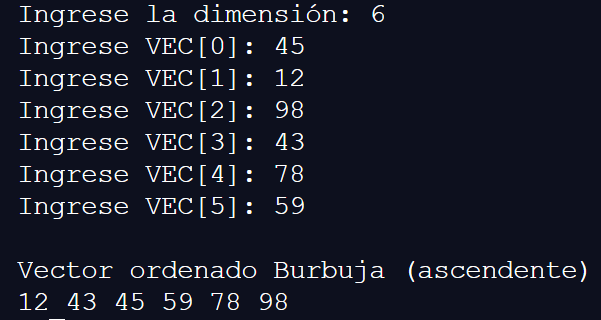 Ingrese la dimensión: 6
Ingrese VEC[0]: 45
Ingrese VEC[1]: 12
Ingrese VEC[2]: 98
Ingrese VEC[3]: 43
Ingrese VEC[4]: 78
Ingrese VEC[5]: 59
Vector ordenado Burbuja (ascendente)
12 43 45 59 78 98